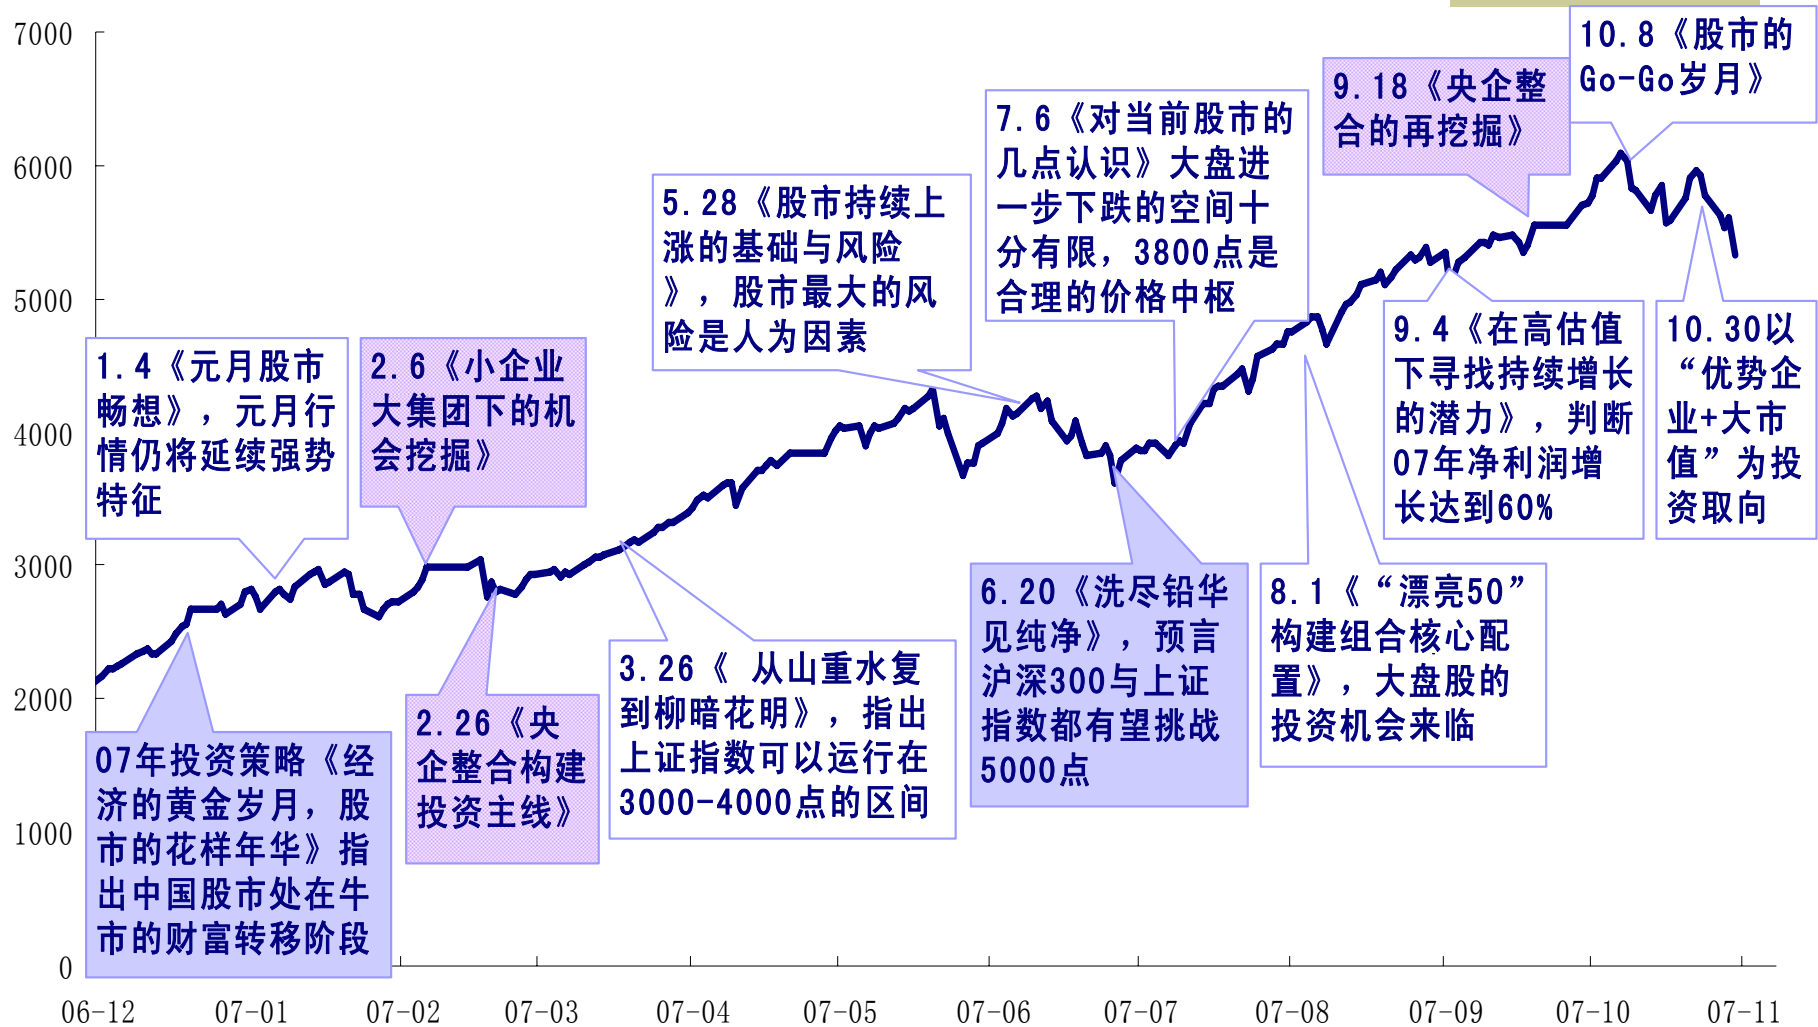 7000
6000
5000
4000
3000
2000
1000
0
10.8《股市的
Go-Go岁月》
9.18《央企整
合的再挖掘》
7.6《对当前股市的
几点认识》大盘进
一步下跌的空间十
分有限，3800点是
合理的价格中枢
5.28《股市持续上
涨的基础与风险
》，股市最大的风
险是人为因素
1.4《元月股市
畅想》，元月行
情仍将延续强势
特征
2.6《小企业
大集团下的机
会挖掘》
9.4《在高估值
下寻找持续增长
的潜力》，判断
07年净利润增
长达到60%
10.30以
“优势企
业+大市
值”为投
资取向
07年投资策略《经
济的黄金岁月，股
市的花样年华》指
出中国股市处在牛
市的财富转移阶段
2.26《央
企整合构建
投资主线》
3.26《 从山重水复
到柳暗花明》，指出
上证指数可以运行在
3000-4000点的区间
6.20《洗尽铅华
见纯净》，预言
沪深300与上证
指数都有望挑战
5000点
8.1《“漂亮50”
构建组合核心配
置》，大盘股的
投资机会来临
06-12 07-01 07-02 07-03 07-04 07-05 07-06 07-07 07-08 07-09 07-10 07-11